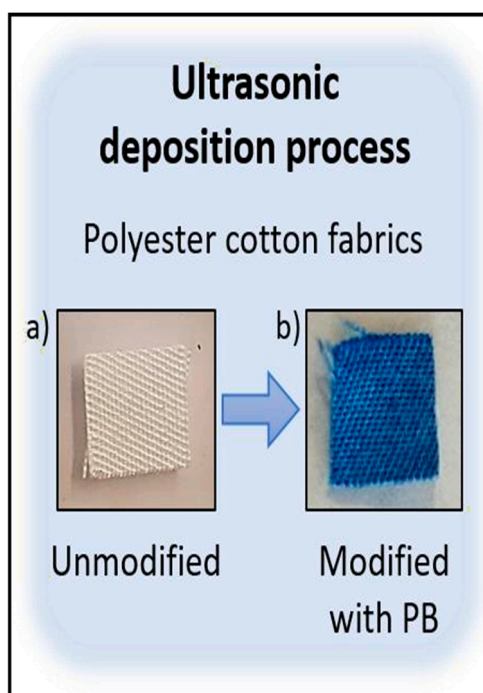 Ultrasonic
deposition process
Polyester cotton fabrics
a)
b)
Unmodified
Modified
with PB